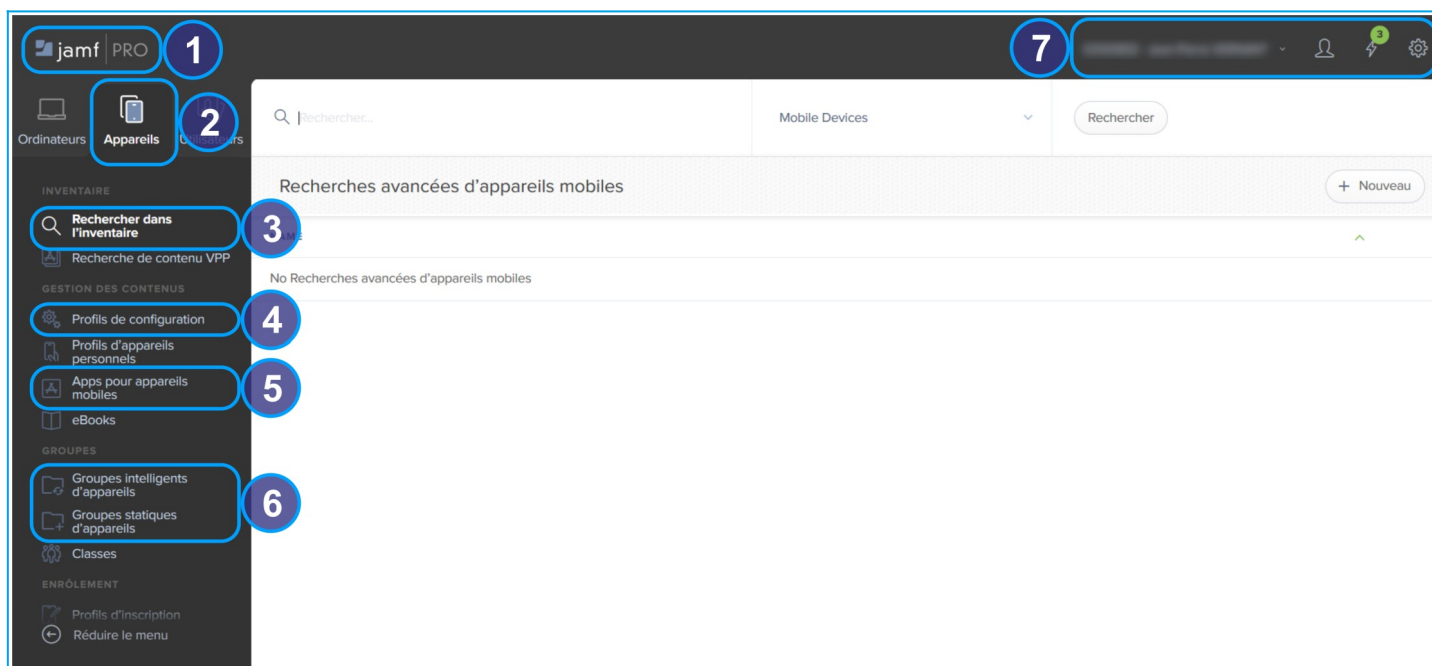 jamf PRO
1
7
3
Ordinateurs
Appareils
2
Rechercher...
Mobile Devices
Rechercher
INVENTAIRE
Recherches avancées d'appareils mobiles
+ Nouveau
Rechercher dans
l'inventaire
3
Recherche de contenu VPP
No Recherches avancées d'appareils mobiles
GESTION DES CONTENUS
Profils de configuration
4
Profils d'appareils
personnels
Apps pour appareils
mobiles
5
eBooks
GROUPES
Groupes intelligents
d'appareils
6
Groupes statiques
d'appareils
Classes
ENRÔLEMENT
Profils d'inscription
Réduire le menu